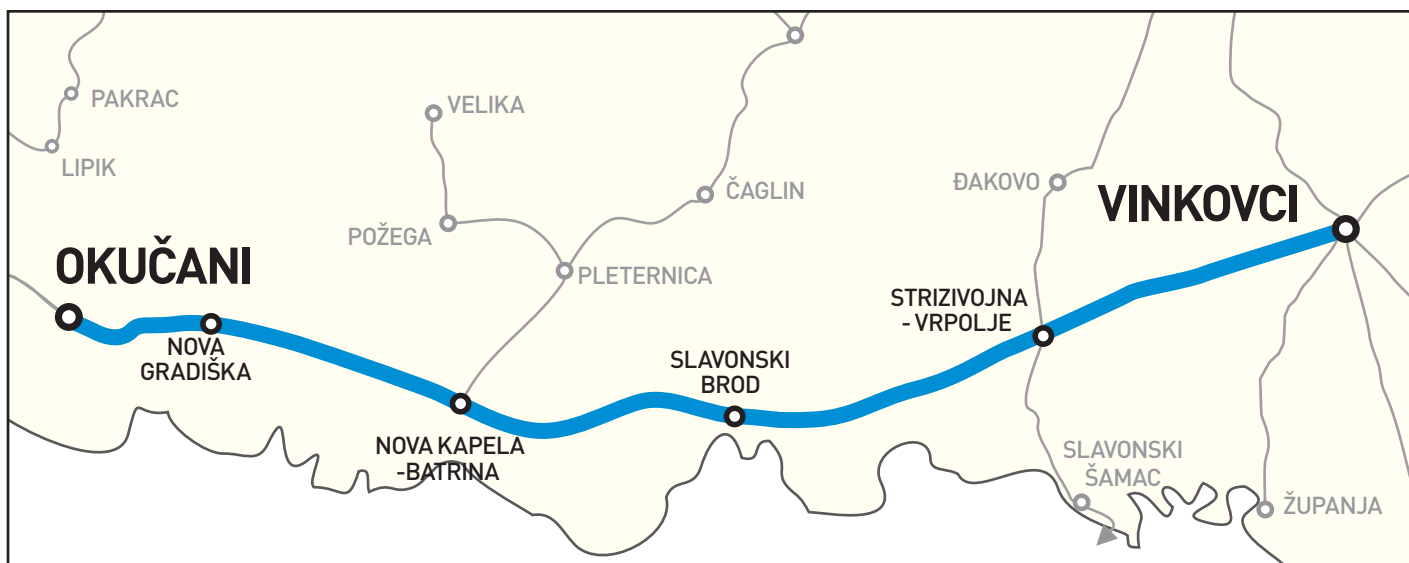 PAKRAC
LIPIK
VELIKA
POŽEGA
ČAGLIN
PLETERNICA
ĐAKOVO
VINKOVCI
OKUČANI
NOVA
GRADIŠKA
NOVA KAPELA
-BATRINA
SLAVONSKI
BROD
STRIZIVOJNA
- VRPOLJE
SLAVONSKI
ŠAMAC
ŽUPANJA